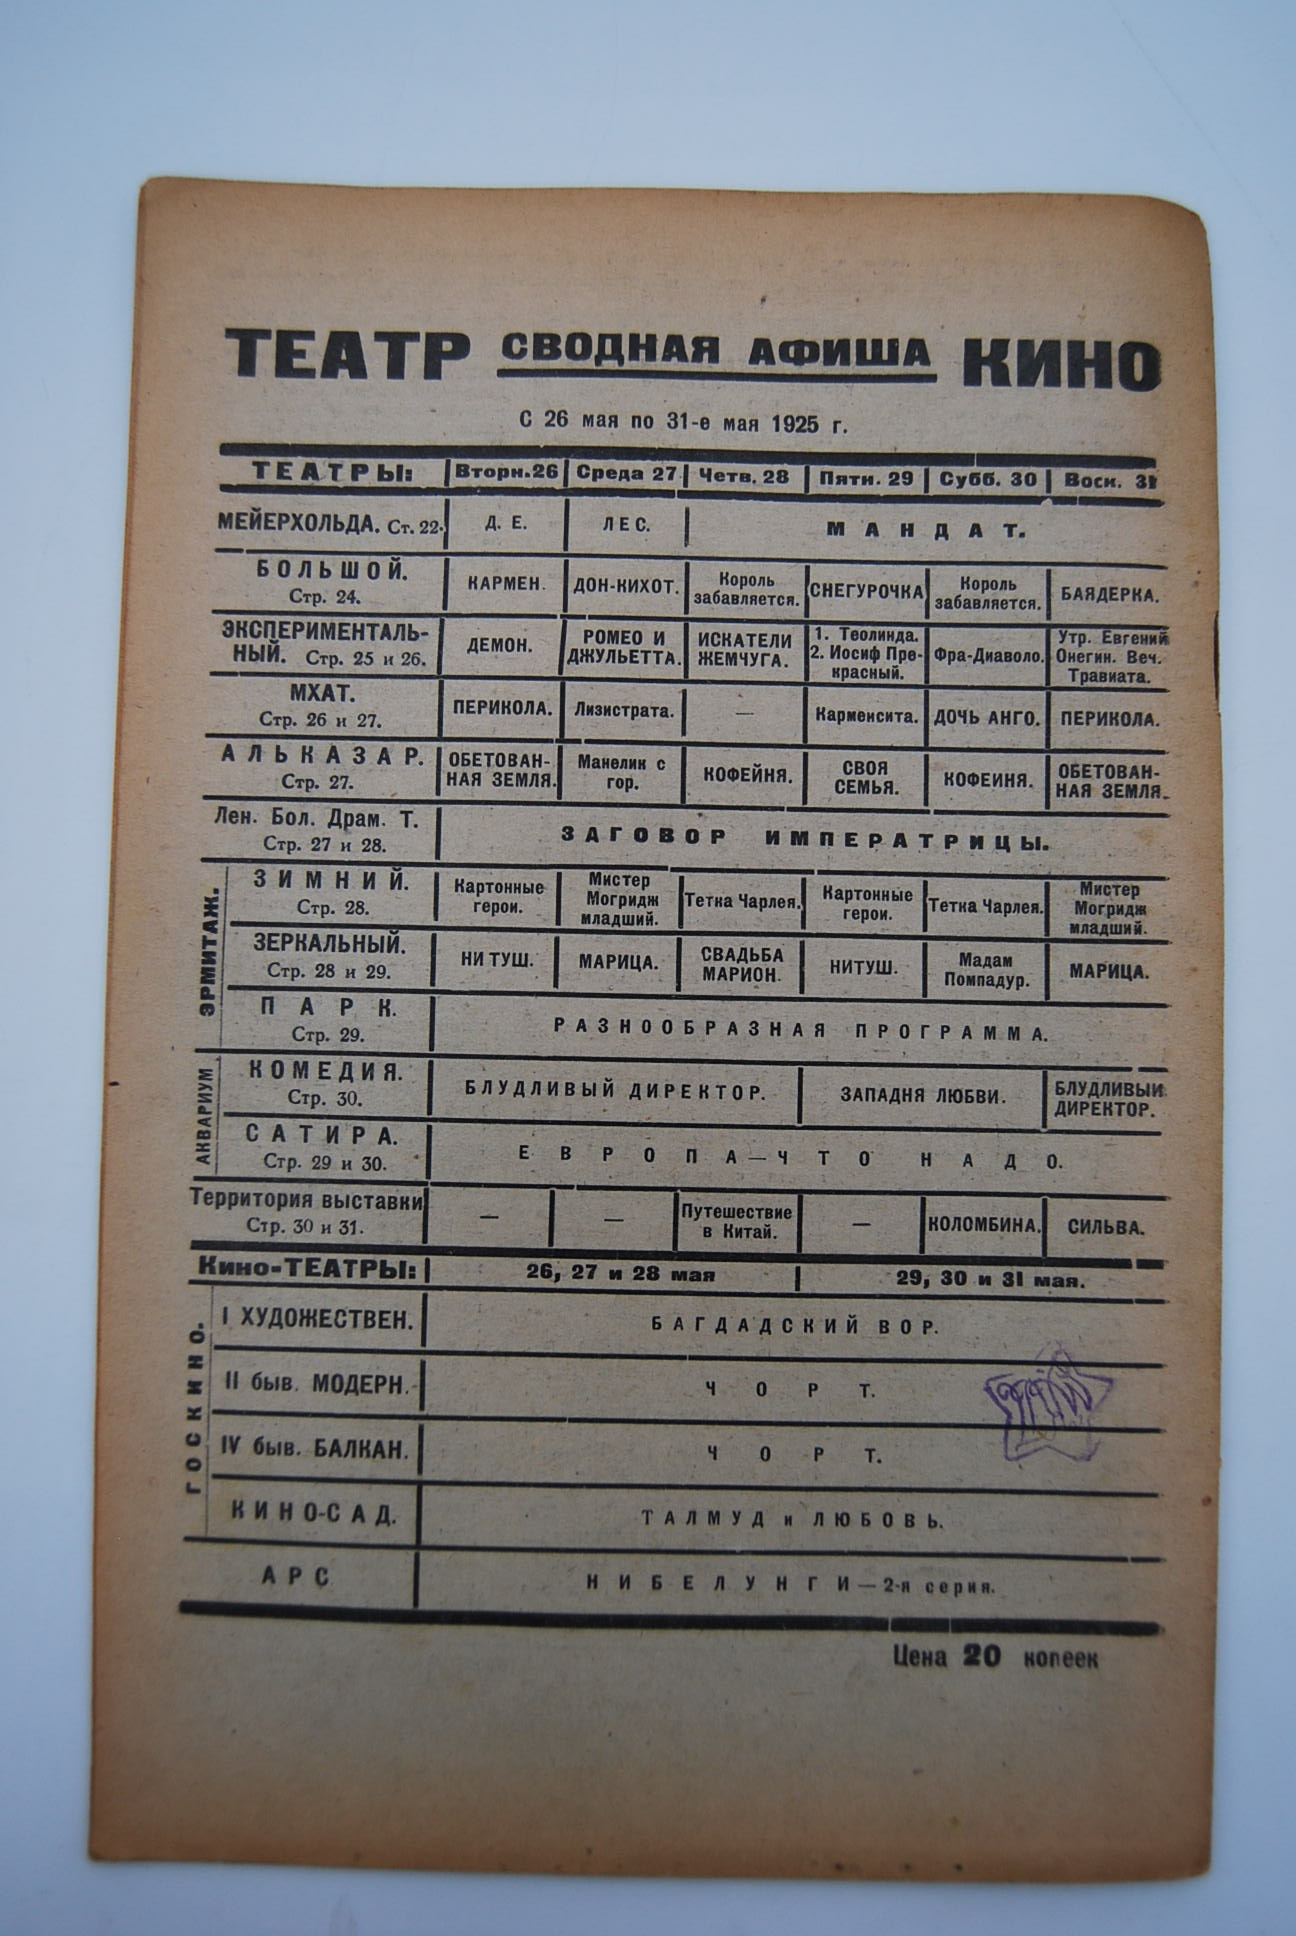 ТЕАТР СВОДНАЯ АФИША КИНО
С 26 мая по 31-е мая 1925 г.
ТЕАТРЫ: Вторн. 26 Среда 27 Четв. 28 Пятн. 29 Субб. 30 Воск. 31
МЕЙЕРХОЛЬДА. Ст. 22. Д. Е. ЛЕС. МАНДАТ.
БОЛЬШОЙ.
Стр. 24.
КАРМЕН. ДОН-КИХОТ. Король
забавляется. СНЕГУРОЧКА Король
забавляется. БАЯДЕРКА.
ЭКСПЕРИМЕНТАЛЬ-
НЫЙ. Стр. 25 и 26.
ДЕМОН. РОМЕО И
ДЖУЛЬЕТТА. ИСКАТЕЛИ
ЖЕМЧУГА. 1. Теолинда.
2. Иосиф Пре-
красный. Фра-Диаволо. Утр. Евгений
Онегин. Веч.
Травиата.
МХАТ.
Стр. 26 и 27.
ПЕРИКОЛА. Лизистрата. — Карменсита. ДОЧЬ АНГО. ПЕРИКОЛА.
АЛЬКАЗАР.
Стр. 27.
ОБЕТОВАН-
НАЯ ЗЕМЛЯ. Манелик с
гор. КОФЕЙНЯ. СВОЯ
СЕМЬЯ. КОФЕЙНЯ. ОБЕТОВАН-
НАЯ ЗЕМЛЯ.
Лен. Бол. Драм. Т.
Стр. 27 и 28.
ЗАГОВОР ИМПЕРАТРИЦЫ.
ЭРМИТАЖ.
ЗИМНИЙ.
Стр. 28.
Картонные
герои. Мистер
Могридж
младший. Тетка Чарлея. Картонные
герои. Тетка Чарлея. Мистер
Могридж
младший.
ЗЕРКАЛЬНЫЙ.
Стр. 28 и 29.
НИТУШ. МАРИЦА. СВАДЬБА
МАРИОН. НИТУШ. Мадам
Помпадур. МАРИЦА.
ПАРК.
Стр. 29.
РАЗНООБРАЗНАЯ ПРОГРАММА.
АКВАРИУМ
КОМЕДИЯ.
Стр. 30.
БЛУДЛИВЫЙ ДИРЕКТОР. ЗАПАДНЯ ЛЮБВИ. БЛУДЛИВЫЙ
ДИРЕКТОР.
САТИРА.
Стр. 29 и 30.
ЕВРОПА—ЧТО НАДО.
Территория выставки
Стр. 30 и 31.
— — Путешествие
в Китай. — КОЛОМБИНА. СИЛЬВА.
Кино-ТЕАТРЫ: 26, 27 и 28 мая 29, 30 и 31 мая.
ГОСКИНО.
I ХУДОЖЕСТВЕН. БАГДАДСКИЙ ВОР.
II быв. МОДЕРН. ЧОРТ.
IV быв. БАЛКАН. ЧОРТ.
КИНО-САД. ТАЛМУД и ЛЮБОВЬ.
АРС НИБЕЛУНГИ—2-я серия.
Цена 20 копеек